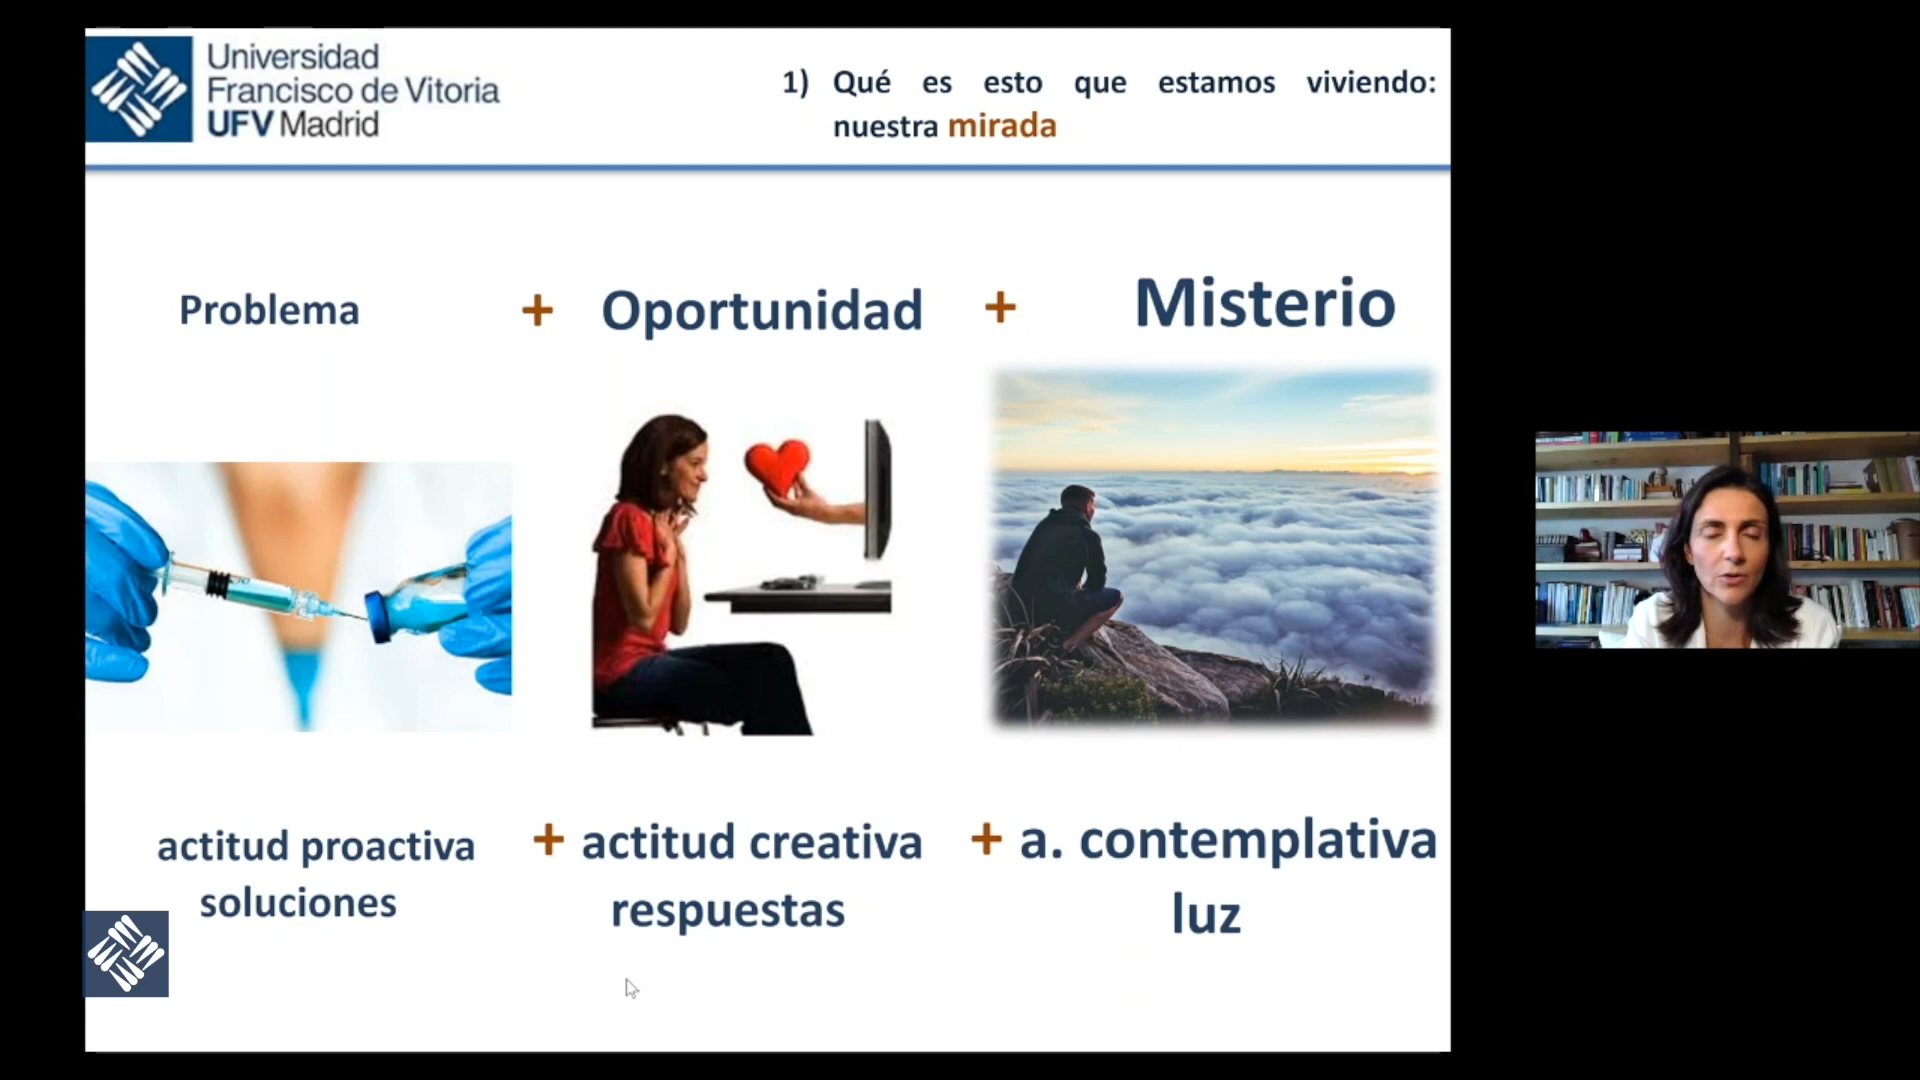 Universidad
Francisco de Vitoria
UFV Madrid
1) Qué es esto que estamos viviendo:
nuestra mirada
Problema + Oportunidad + Misterio
actitud proactiva + actitud creativa + a. contemplativa
soluciones respuestas luz